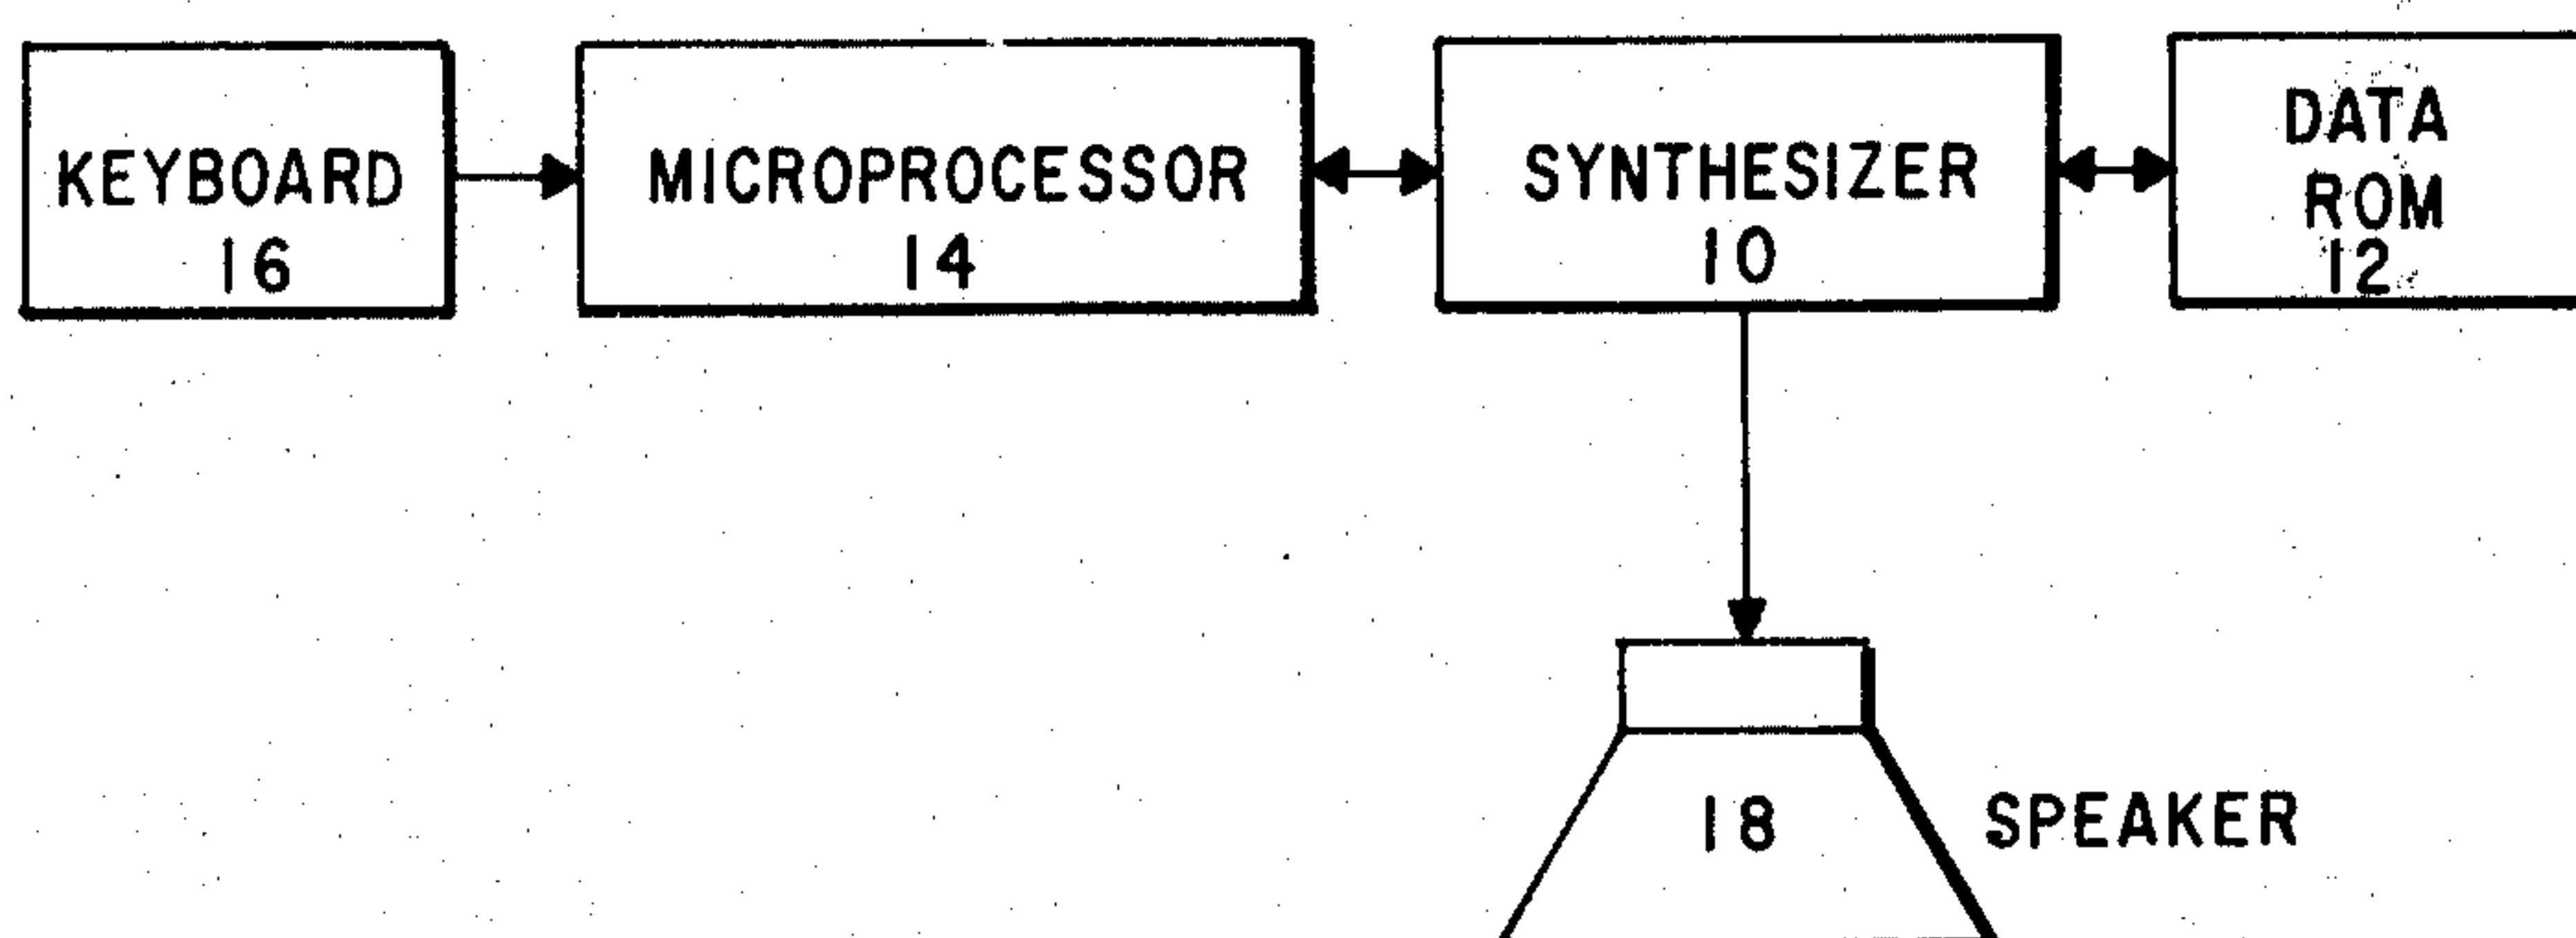 KEYBOARD
16
MICROPROCESSOR
14
SYNTHESIZER
10
DATA
ROM
12
18
SPEAKER